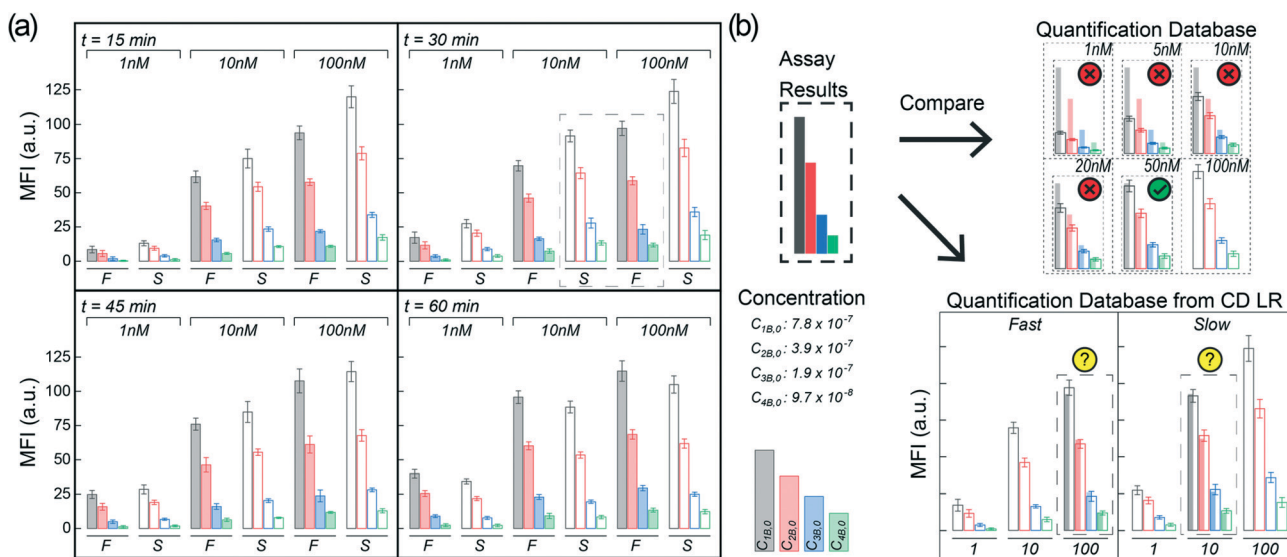 (a)
t = 15 min
1nM 10nM 100nM
MFI (a.u.)
125
100
75
50
25
0
F S F S F S
t = 30 min
1nM 10nM 100nM
F S F S F S
t = 45 min
1nM 10nM 100nM
MFI (a.u.)
125
100
75
50
25
0
F S F S F S
t = 60 min
1nM 10nM 100nM
F S F S F S
(b)
Assay
Results
Compare
Quantification Database
1nM 5nM 10nM
20nM 50nM 100nM
Concentration
C1B,0 : 7.8 x 10-7
C2B,0 : 3.9 x 10-7
C3B,0 : 1.9 x 10-7
C4B,0 : 9.7 x 10-8
C1B,0 C2B,0 C3B,0 C4B,0
Quantification Database from CD LR
Fast Slow
? ?
MFI (a.u.)
1 10 100 1 10 100